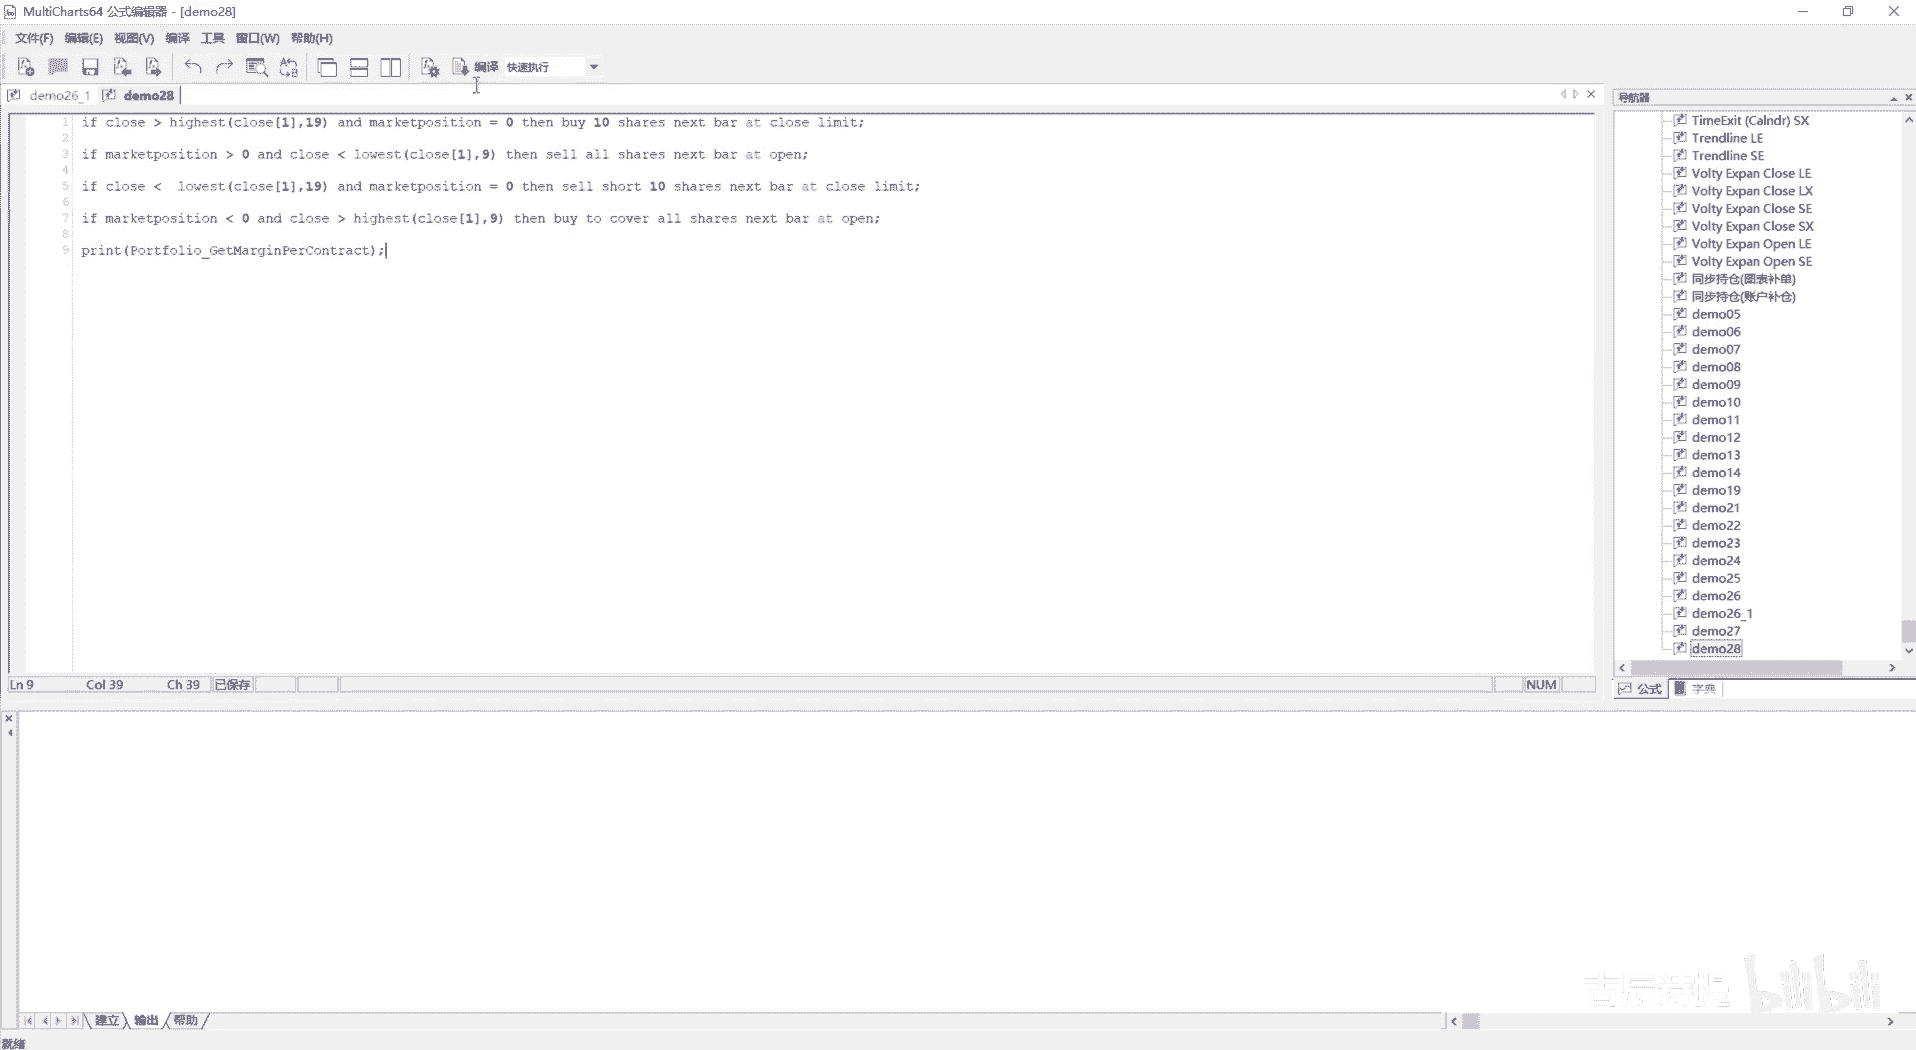 MultiCharts64 公式编辑器 - [demo28]
文件(F) 编辑(E) 视图(V) 编译 工具 窗口(W) 帮助(H)
编译 快速执行
demo26_1 demo28
1 if close > highest(close[1],19) and marketposition = 0 then buy 10 shares next bar at close limit;
2
3 if marketposition > 0 and close < lowest(close[1],9) then sell all shares next bar at open;
4
5 if close <  lowest(close[1],19) and marketposition = 0 then sell short 10 shares next bar at close limit;
6
7 if marketposition < 0 and close > highest(close[1],9) then buy to cover all shares next bar at open;
8
9 print(Portfolio_GetMarginPerContract);
Ln 9 Col 39 Ch 39 已保存 NUM
导航器
TimeExit (Calndr) SX
Trendline LE
Trendline SE
Volty Expan Close LE
Volty Expan Close LX
Volty Expan Close SE
Volty Expan Close SX
Volty Expan Open LE
Volty Expan Open SE
同步持仓(图表补单)
同步持仓(账户补仓)
demo05
demo06
demo07
demo08
demo09
demo10
demo11
demo12
demo13
demo14
demo19
demo21
demo22
demo23
demo24
demo25
demo26
demo26_1
demo27
demo28
公式 字典
建立 输出 帮助
就绪
bilibili